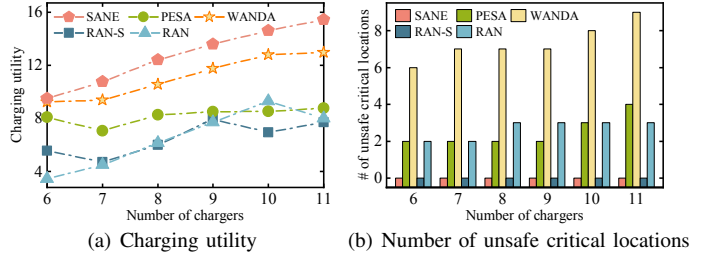 SANE PESA WANDA
RAN-S RAN
Charging utility
16
12
8
4
6 7 8 9 10 11
Number of chargers
(a) Charging utility
SANE PESA WANDA
RAN-S RAN
# of unsafe critical locations
8
6
4
2
0
6 7 8 9 10 11
Number of chargers
(b) Number of unsafe critical locations